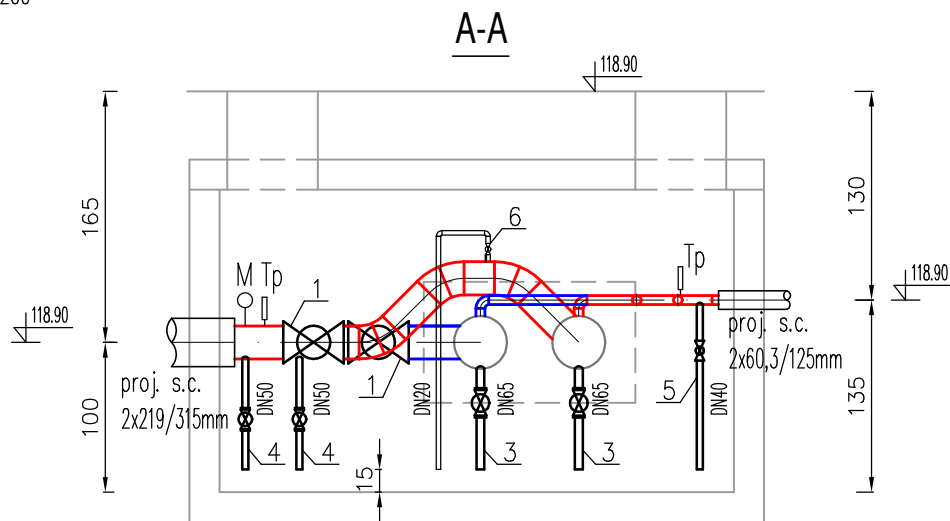 A-A
118.90
165
130
6
M
Tp
1
Tp
118.90
118.90
proj. s.c.
2x60,3/125mm
proj. s.c.
2x219/315mm
1
5
DN50
DN50
DN20
DN65
DN65
DN40
100
135
4
4
3
3
15